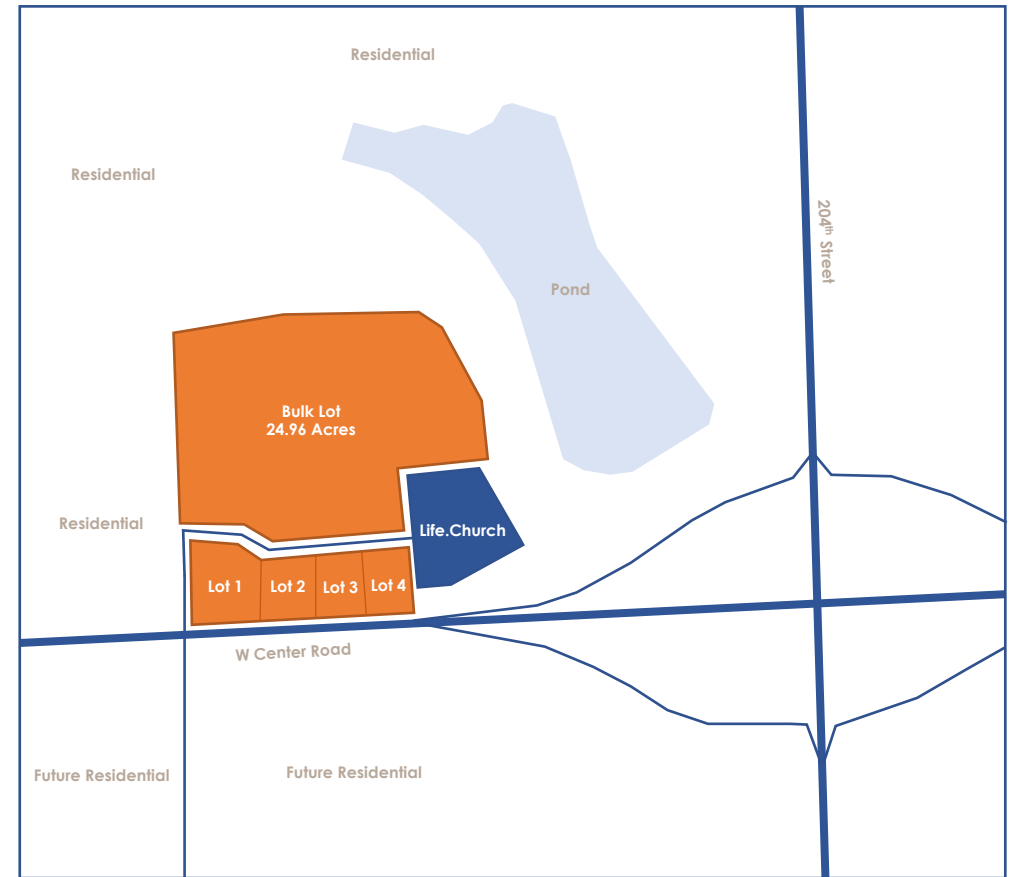 Residential
Residential
204th Street
Pond
Bulk Lot
24.96 Acres
Residential
Life.Church
Lot 1
Lot 2
Lot 3
Lot 4
W Center Road
Future Residential
Future Residential